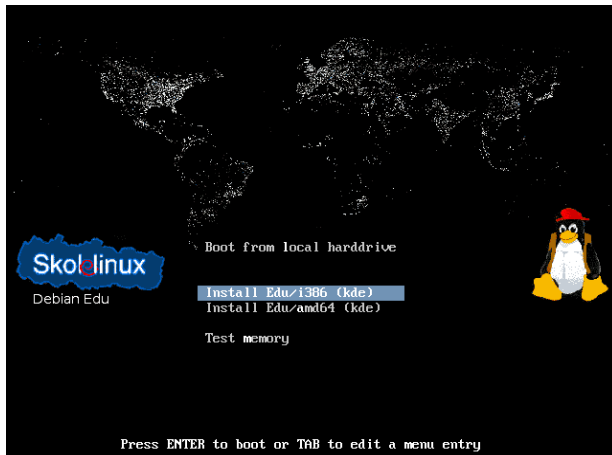 Boot from local harddrive
Skolelinux
Debian Edu
Install Edu/i386 (kde)
Install Edu/amd64 (kde)
Test memory
Press ENTER to boot or TAB to edit a menu entry